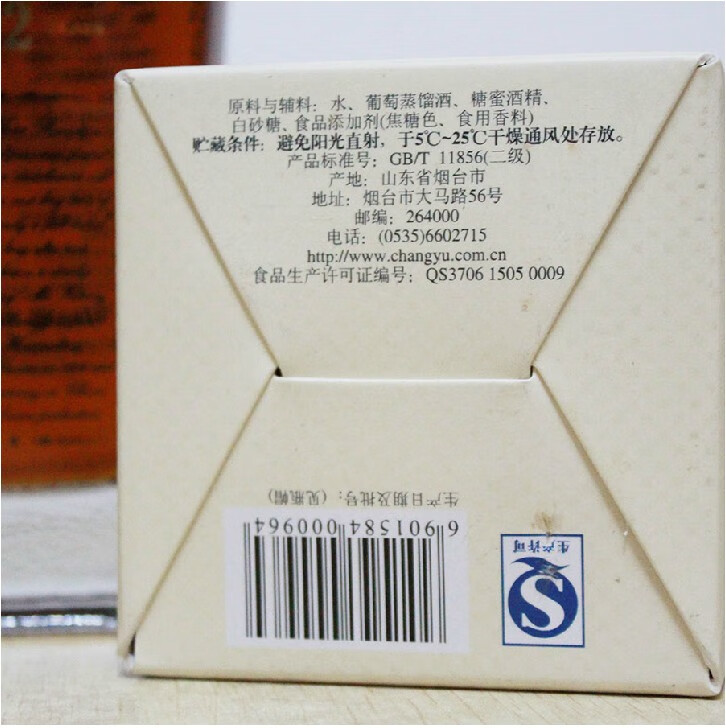 原料与辅料：水、葡萄蒸馏酒、糖蜜酒精、
白砂糖、食品添加剂(焦糖色、食用香料)
贮藏条件：避免阳光直射，于5℃~25℃干燥通风处存放。
产品标准号：GB/T 11856(二级)
产地：山东省烟台市
地址：烟台市大马路56号
邮编：264000
电话：(0535)6602715
http://www.changyu.com.cn
食品生产许可证编号：QS3706 1505 0009
生产日期及批号：（见瓶帽）
6 901584 000964
生产许可